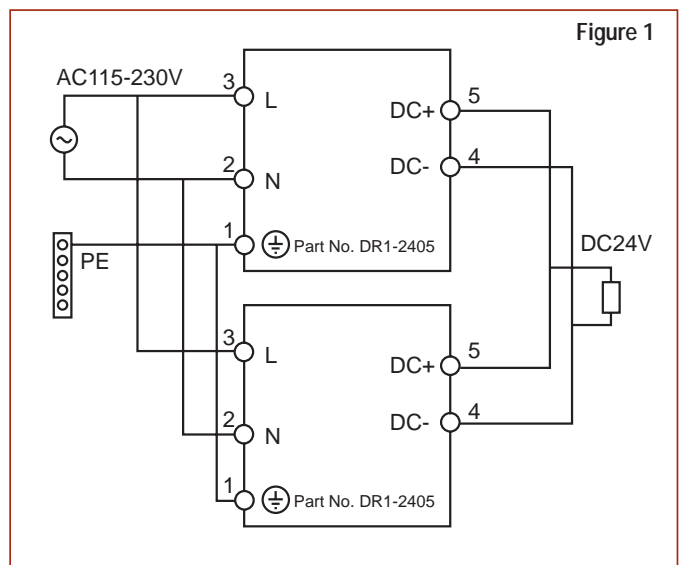 Figure 1
AC115-230V
3
L
DC+
5
2
N
DC-
4
1
Part No. DR1-2405
PE
DC24V
3
L
DC+
5
2
N
DC-
4
1
Part No. DR1-2405